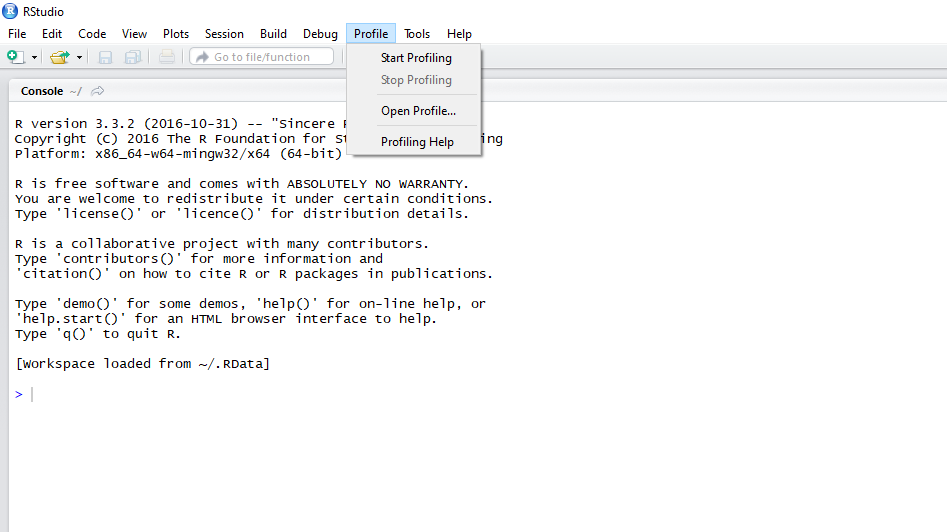 RStudio
File Edit Code View Plots Session Build Debug Profile Tools Help
Go to file/function
Start Profiling
Stop Profiling
Open Profile...
Profiling Help
Console ~/
R version 3.3.2 (2016-10-31) -- "Sincere
Copyright (C) 2016 The R Foundation for ing
Platform: x86_64-w64-mingw32/x64 (64-bit)
R is free software and comes with ABSOLUTELY NO WARRANTY.
You are welcome to redistribute it under certain conditions.
Type 'license()' or 'licence()' for distribution details.
R is a collaborative project with many contributors.
Type 'contributors()' for more information and
'citation()' on how to cite R or R packages in publications.
Type 'demo()' for some demos, 'help()' for on-line help, or
'help.start()' for an HTML browser interface to help.
Type 'q()' to quit R.
[Workspace loaded from ~/.RData]
>